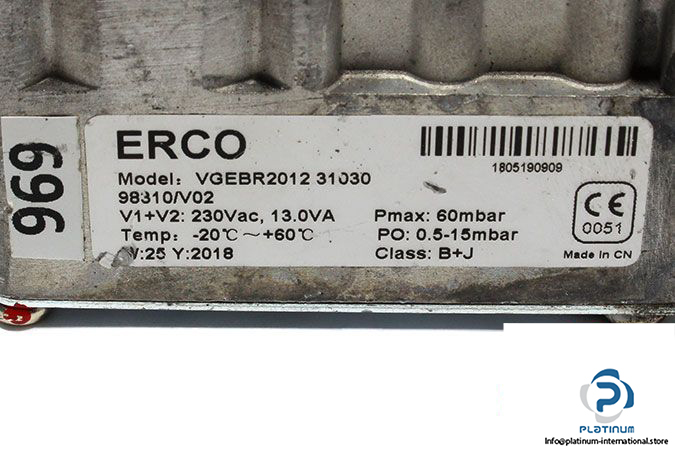 969
ERCO
Model: VGEBR2012 31030
98310/V02
V1+V2: 230Vac, 13.0VA
Temp: -20℃～+60℃
W:25 Y:2018
1805190909
Pmax: 60mbar
PO: 0.5-15mbar
Class: B+J
CE
0051
Made in CN
PLATINUM
Info@platinum-international.store